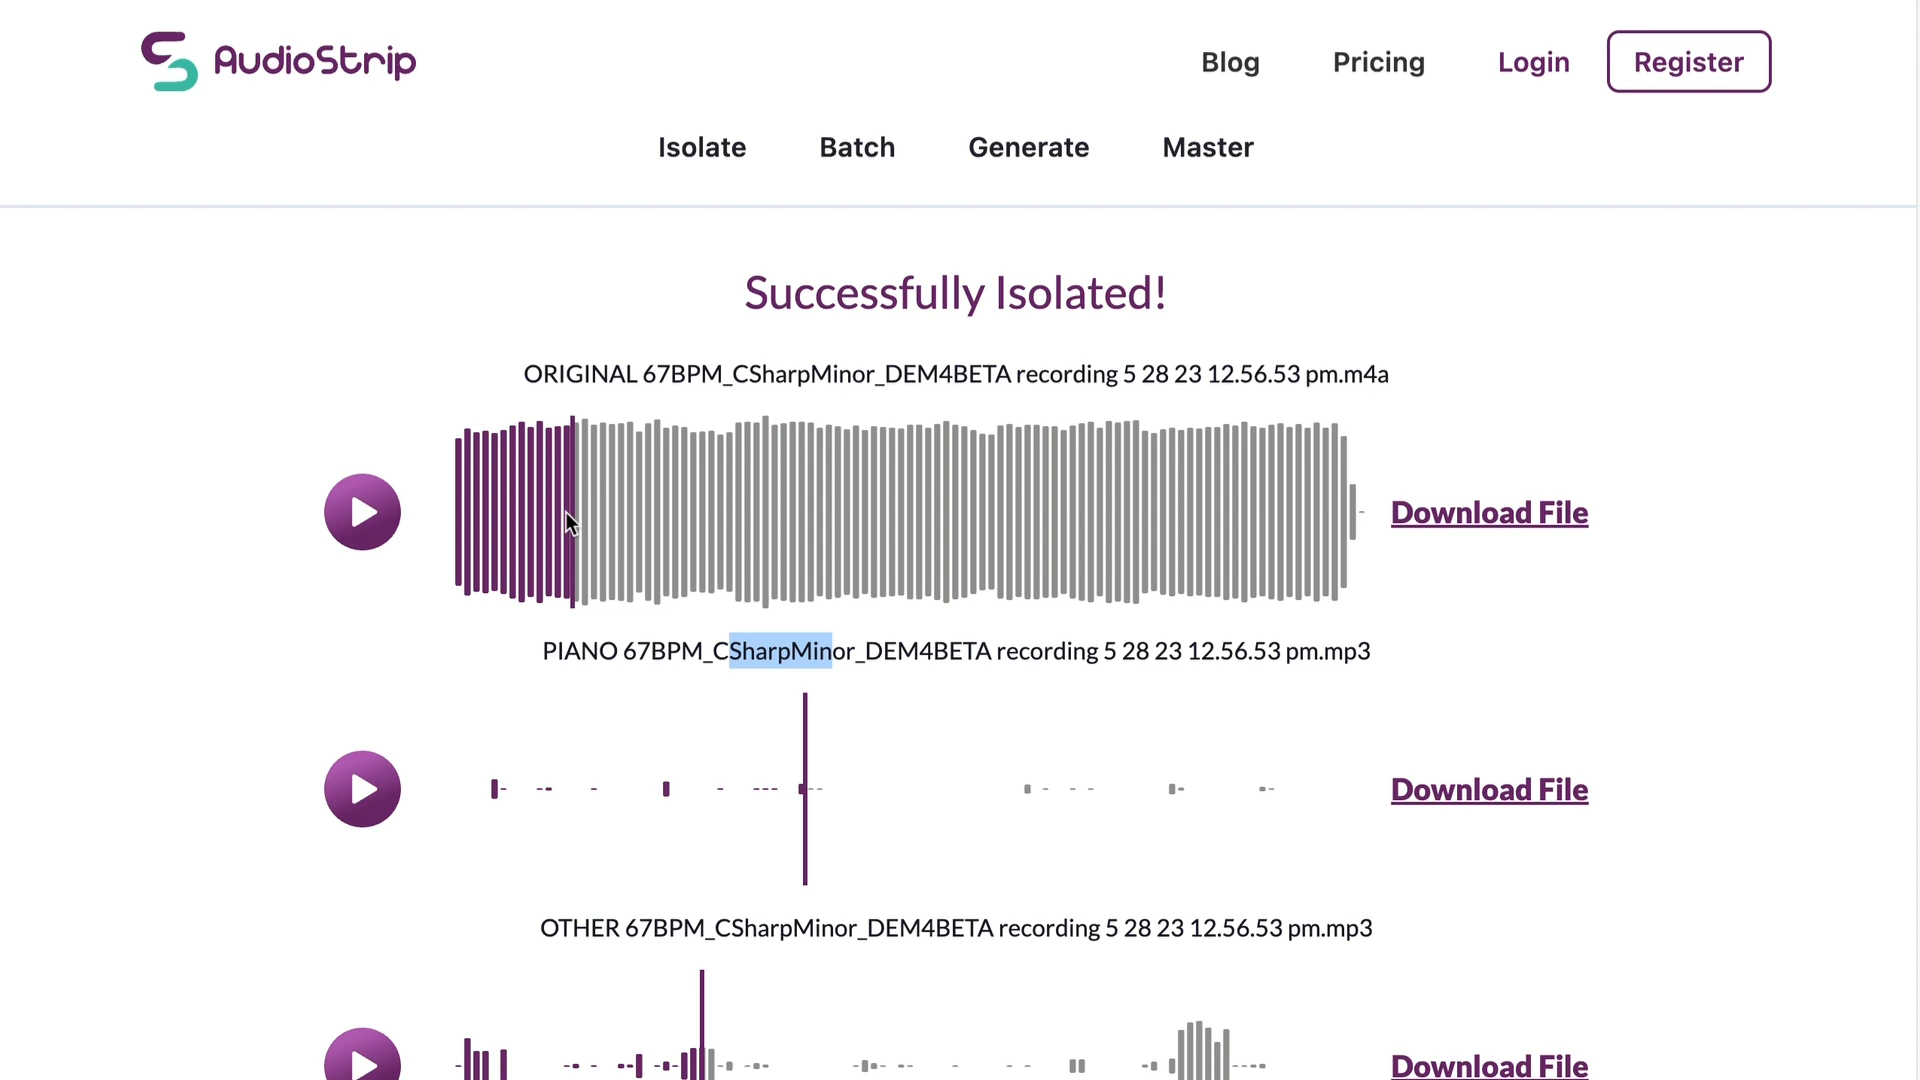 AudioStrip
Blog Pricing Login Register
Isolate Batch Generate Master
Successfully Isolated!
ORIGINAL 67BPM_CSharpMinor_DEM4BETA recording 5 28 23 12.56.53 pm.m4a
Download File
PIANO 67BPM_CSharpMinor_DEM4BETA recording 5 28 23 12.56.53 pm.mp3
Download File
OTHER 67BPM_CSharpMinor_DEM4BETA recording 5 28 23 12.56.53 pm.mp3
Download File